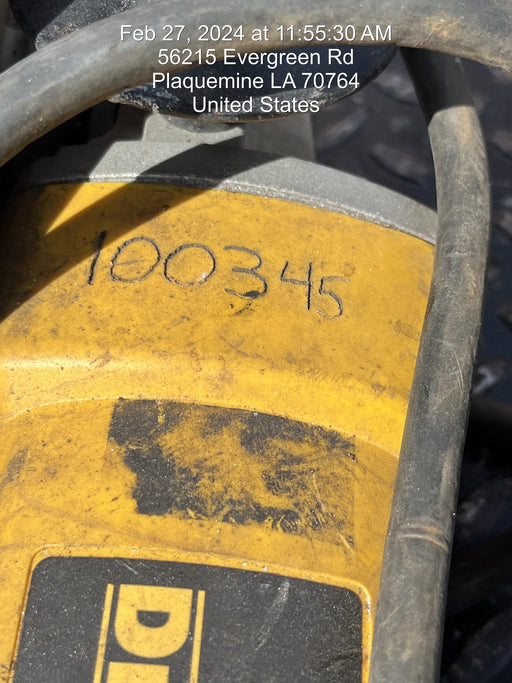 Feb 27, 2024 at 11:55:30 AM
56215 Evergreen Rd
Plaquemine LA 70764
United States
100345